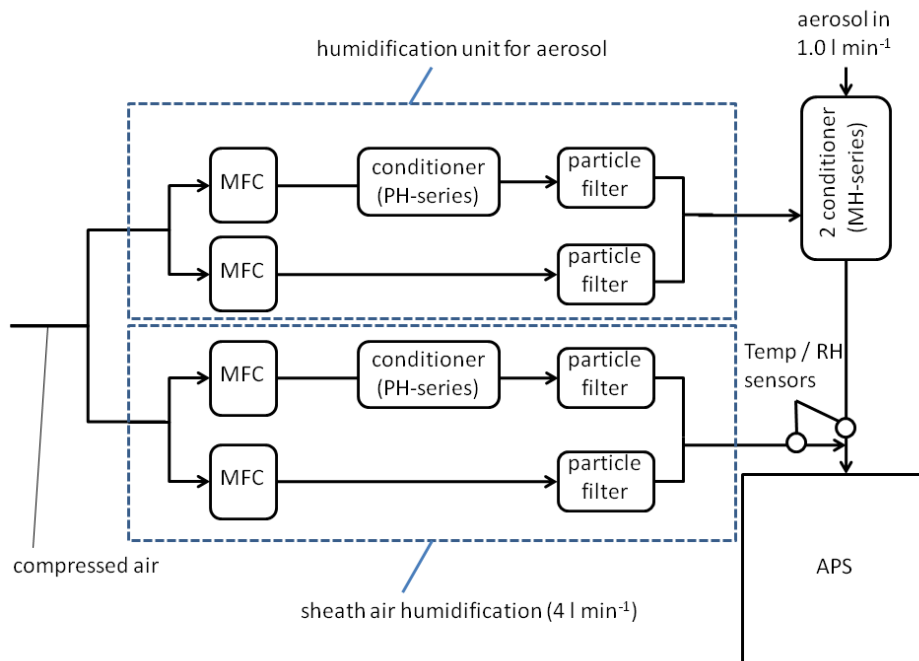 humidification unit for aerosol
aerosol in
1.0 l min⁻¹
MFC
conditioner
(PH-series)
particle
filter
2 conditioner
(MH-series)
MFC
particle
filter
MFC
conditioner
(PH-series)
particle
filter
Temp / RH
sensors
MFC
particle
filter
compressed air
APS
sheath air humidification (4 l min⁻¹)